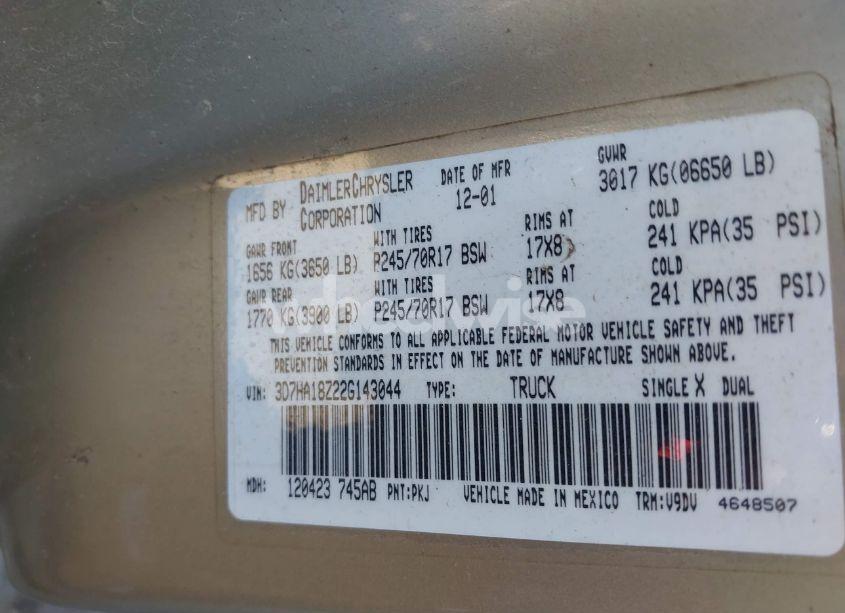 MFD BY DAIMLERCHRYSLER CORPORATION DATE OF MFR 12-01 GVWR 3017 KG(06650 LB)
GAWR FRONT WITH TIRES RIMS AT COLD
1656 KG(3650 LB) P245/70R17 BSW 17X8 241 KPA(35 PSI)
GAWR REAR WITH TIRES RIMS AT COLD
1770 KG(3900 LB) P245/70R17 BSW 17X8 241 KPA(35 PSI)
THIS VEHICLE CONFORMS TO ALL APPLICABLE FEDERAL MOTOR VEHICLE SAFETY AND THEFT
PREVENTION STANDARDS IN EFFECT ON THE DATE OF MANUFACTURE SHOWN ABOVE.
VIN: 3D7HA18Z22G143044 TYPE: TRUCK SINGLE X DUAL
MDH: 120423 745AB PNT:PKJ VEHICLE MADE IN MEXICO TRM:V9DV 4648507
wheelwise